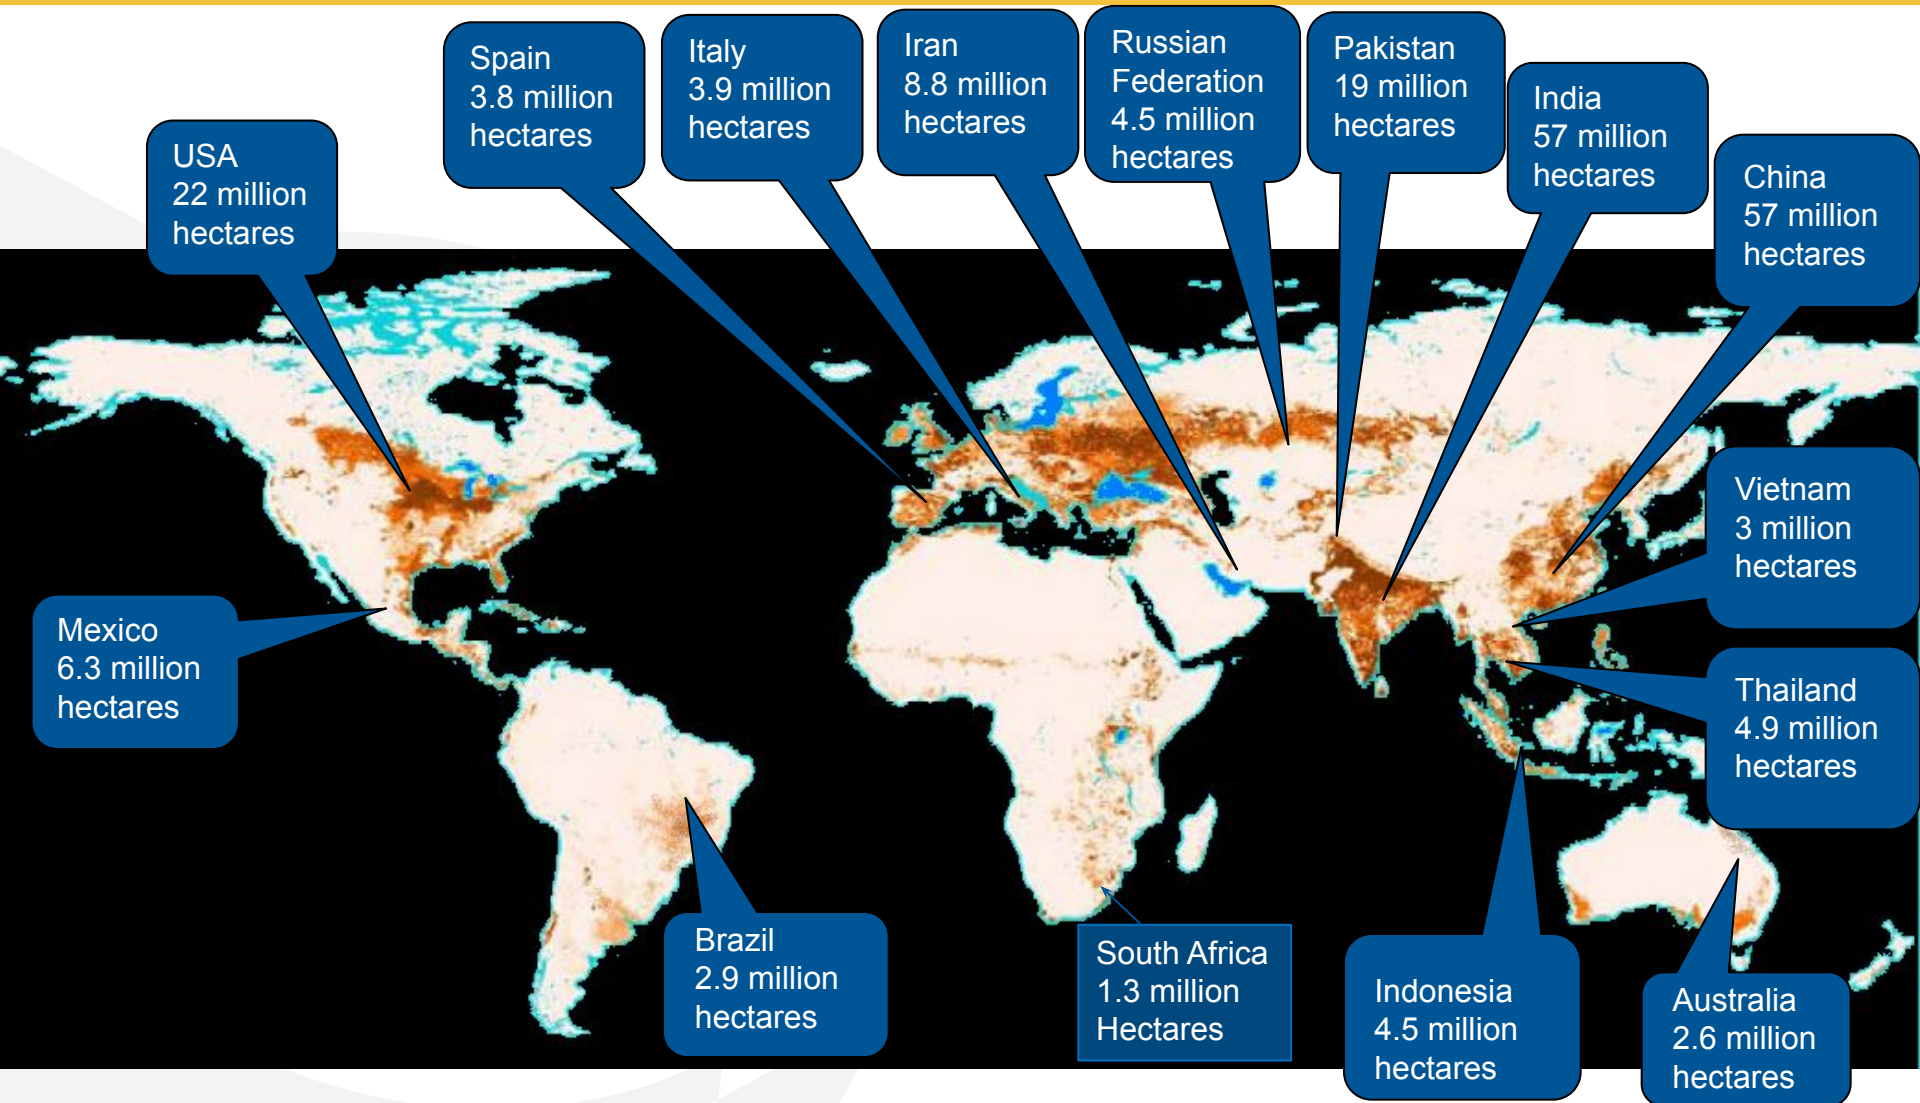 Spain
3.8 million
hectares
Italy
3.9 million
hectares
Iran
8.8 million
hectares
Russian
Federation
4.5 million
hectares
Pakistan
19 million
hectares
India
57 million
hectares
USA
22 million
hectares
China
57 million
hectares
Vietnam
3 million
hectares
Mexico
6.3 million
hectares
Thailand
4.9 million
hectares
Brazil
2.9 million
hectares
South Africa
1.3 million
Hectares
Indonesia
4.5 million
hectares
Australia
2.6 million
hectares